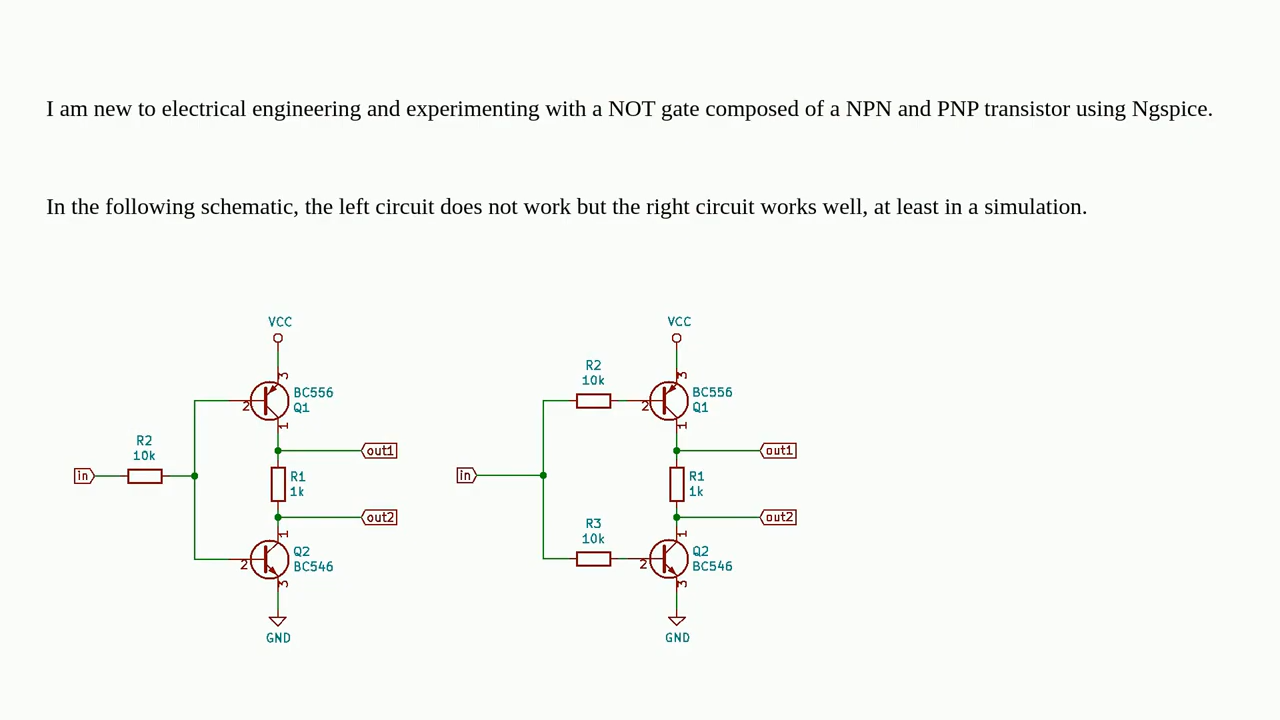 I am new to electrical engineering and experimenting with a NOT gate composed of a NPN and PNP transistor using Ngspice.
In the following schematic, the left circuit does not work but the right circuit works well, at least in a simulation.
VCC
3
BC556
Q1
2
1
out1
R2
10k
in
R1
1k
out2
1
Q2
BC546
2
3
GND
VCC
3
R2
10k
BC556
Q1
2
1
out1
in
R1
1k
out2
R3
10k
1
Q2
BC546
2
3
GND